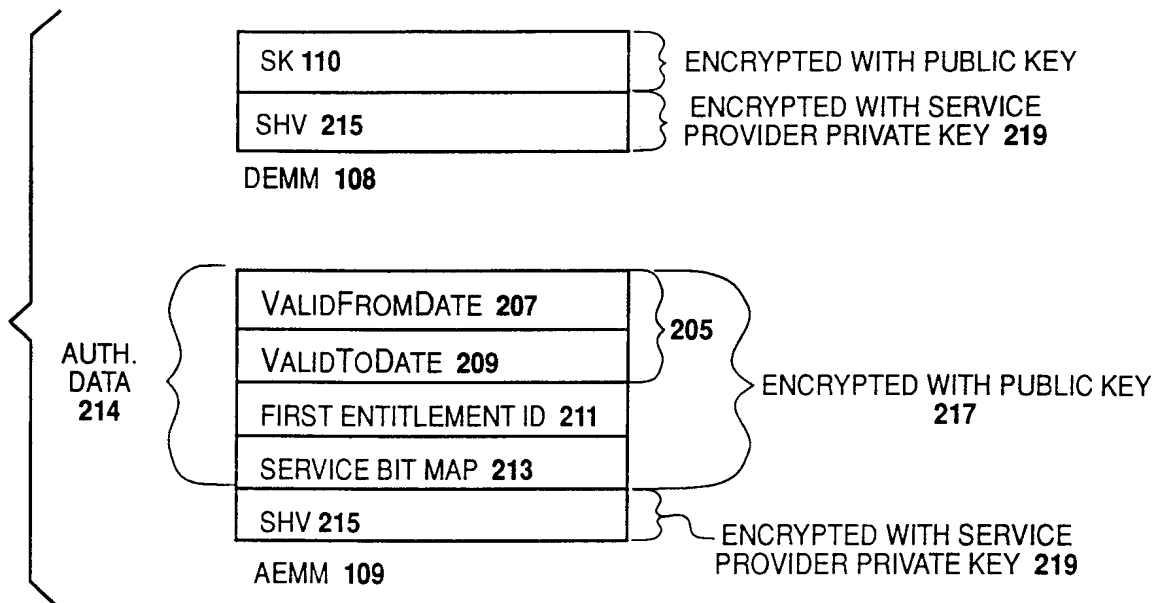 SK 110
ENCRYPTED WITH PUBLIC KEY
SHV 215
ENCRYPTED WITH SERVICE
PROVIDER PRIVATE KEY 219
DEMM 108
AUTH.
DATA
214
VALIDFROMDATE 207
VALIDTODATE 209
205
FIRST ENTITLEMENT ID 211
SERVICE BIT MAP 213
ENCRYPTED WITH PUBLIC KEY
217
SHV 215
ENCRYPTED WITH SERVICE
PROVIDER PRIVATE KEY 219
AEMM 109